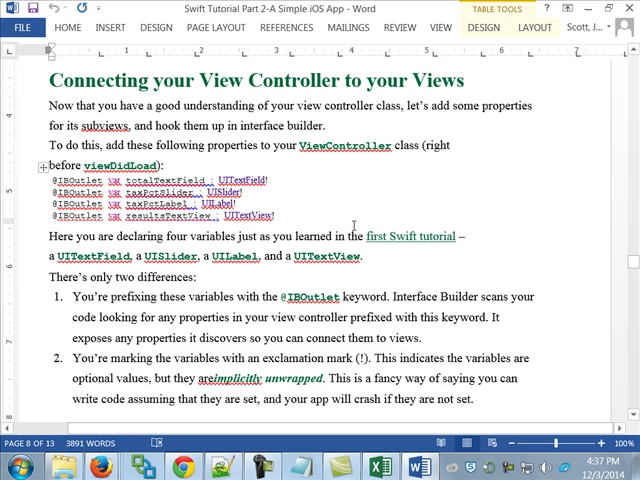 Swift Tutorial Part 2-A Simple iOS App - Word
TABLE TOOLS
FILE HOME INSERT DESIGN PAGE LAYOUT REFERENCES MAILINGS REVIEW VIEW DESIGN LAYOUT Scott, J...
Connecting your View Controller to your Views
Now that you have a good understanding of your view controller class, let's add some properties
for its subviews, and hook them up in interface builder.
To do this, add these following properties to your ViewController class (right
before viewDidLoad):
@IBOutlet var totalTextField : UITextField!
@IBOutlet var taxPctSlider : UISlider!
@IBOutlet var taxPctLabel : UILabel!
@IBOutlet var resultsTextView : UITextView!
Here you are declaring four variables just as you learned in the first Swift tutorial –
a UITextField, a UISlider, a UILabel, and a UITextView.
There's only two differences:
1. You're prefixing these variables with the @IBOutlet keyword. Interface Builder scans your
code looking for any properties in your view controller prefixed with this keyword. It
exposes any properties it discovers so you can connect them to views.
2. You're marking the variables with an exclamation mark (!). This indicates the variables are
optional values, but they areimplicitly unwrapped. This is a fancy way of saying you can
write code assuming that they are set, and your app will crash if they are not set.
PAGE 8 OF 13 3891 WORDS 100%
4:37 PM
12/3/2014